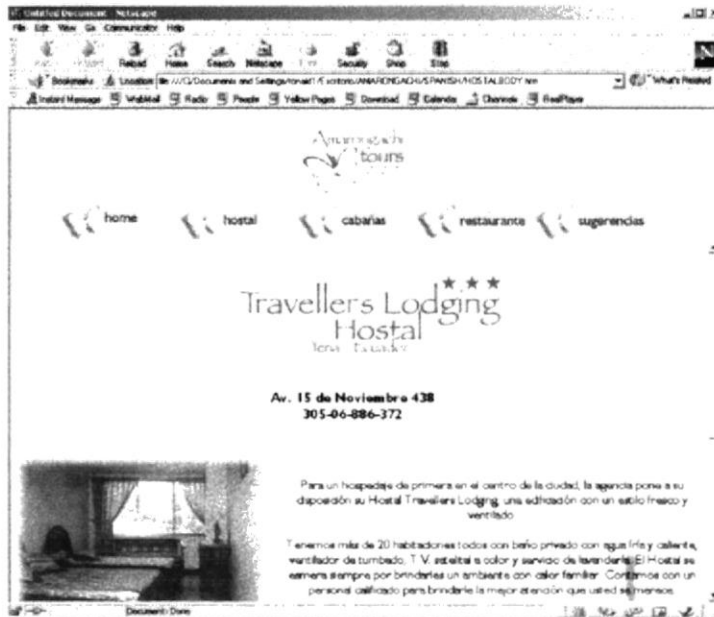 Untitled Document - Netscape
File Edit View Go Communicator Help
Reload Home Search Netscape Security Shop Stop
Bookmarks Location What's Related
Instant Message WebMail Radio People Yellow Pages Download Calendar Channels RealPlayer
Amarongachi
tours
home hostal cabañas restaurante sugerencias
Travellers Lodging
Hostal
Tena Ecuador
Av. 15 de Noviembre 438
305-06-886-372
Para un hospedaje de primera en el centro de la ciudad, la agencia pone a su
disposición su Hostal Travellers Lodging, una edificación con un estilo fresco y
ventilado
Tenemos más de 20 habitaciones todos con baño privado con agua fría y caliente,
ventilador de tumbado, T.V. satelital a color y servicio de lavandería. El Hostal se
esmera siempre por brindarles un ambiente con calor familiar. Contamos con un
personal calificado para brindarle la mejor atención que usted se merece.
Document: Done